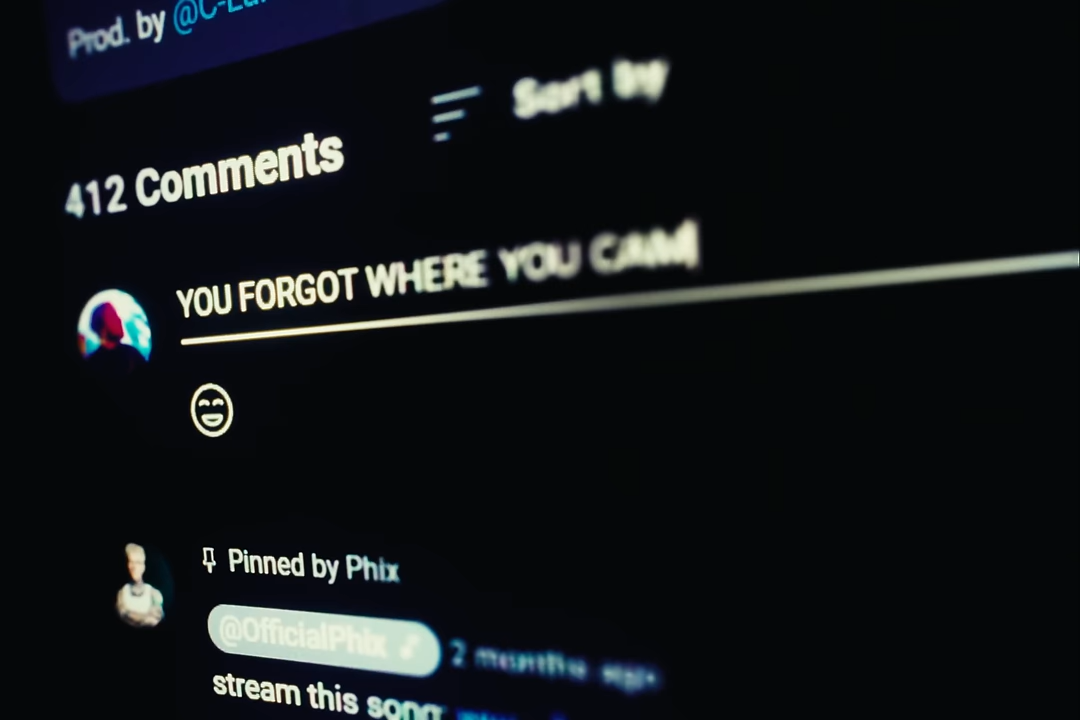 Prod. by
Sort by
412 Comments
YOU FORGOT WHERE YOU CAM
Pinned by Phix
@OfficialPhix
2 months ago
stream this song